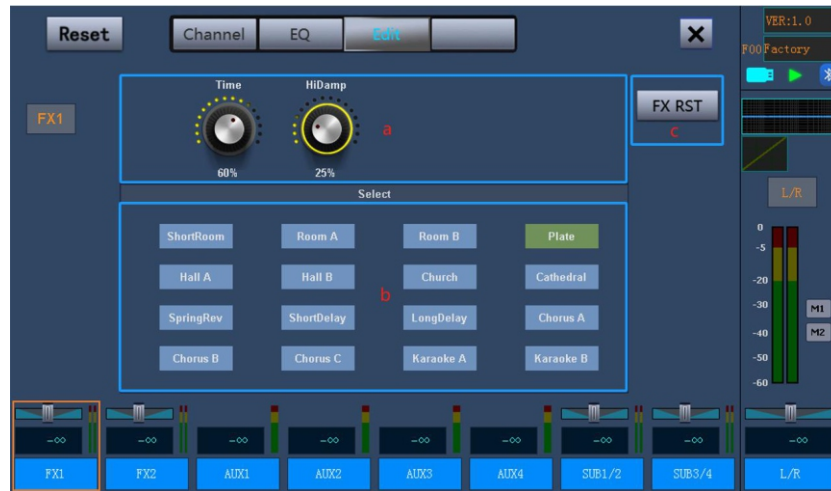 Reset Channel EQ Edit VER:1.0
F00 Factory
Time HiDamp FX RST
FX1 a c
60% 25%
Select L/R
ShortRoom Room A Room B Plate 0
-5
Hall A Hall B Church Cathedral -20
b
SpringRev ShortDelay LongDelay Chorus A -30 M1
-40 M2
Chorus B Chorus C Karaoke A Karaoke B -50
-60
-∞ -∞ -∞ -∞ -∞ -∞ -∞ -∞ -∞
FX1 FX2 AUX1 AUX2 AUX3 AUX4 SUB1/2 SUB3/4 L/R